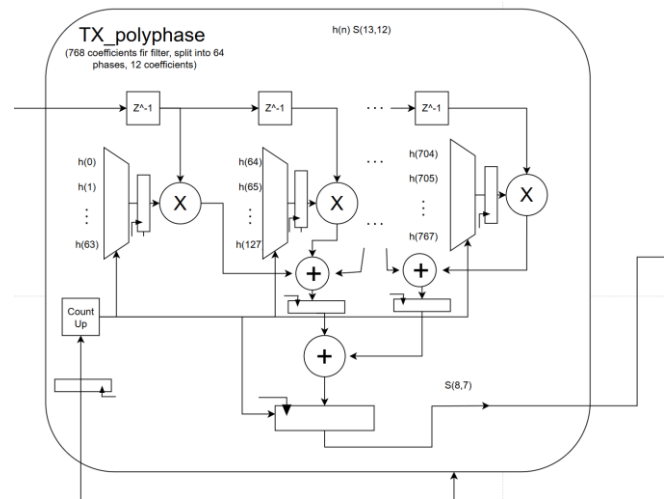 TX_polyphase
(768 coefficients fir filter, split into 64
phases, 12 coefficients)
h(n) S(13,12)
Z^-1
Z^-1
...
Z^-1
h(0)
h(1)
⋮
h(63)
X
h(64)
h(65)
⋮
h(127
X
...
...
h(704)
h(705)
⋮
h(767)
X
+
+
Count
Up
+
S(8,7)